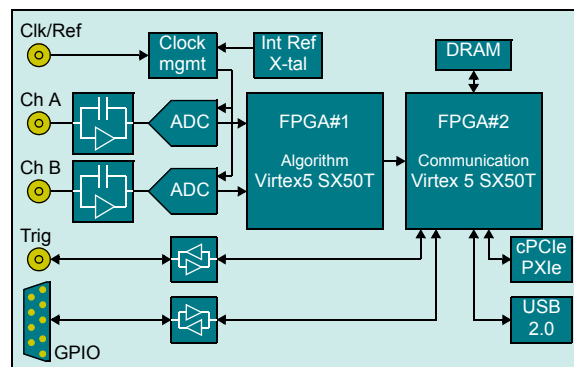 Clk/Ref
Clock
mgmt
Int Ref
X-tal
DRAM
Ch A
ADC
FPGA#1
Algorithm
Virtex5 SX50T
FPGA#2
Communication
Virtex 5 SX50T
Ch B
ADC
Trig
cPCIe
PXIe
USB
2.0
GPIO